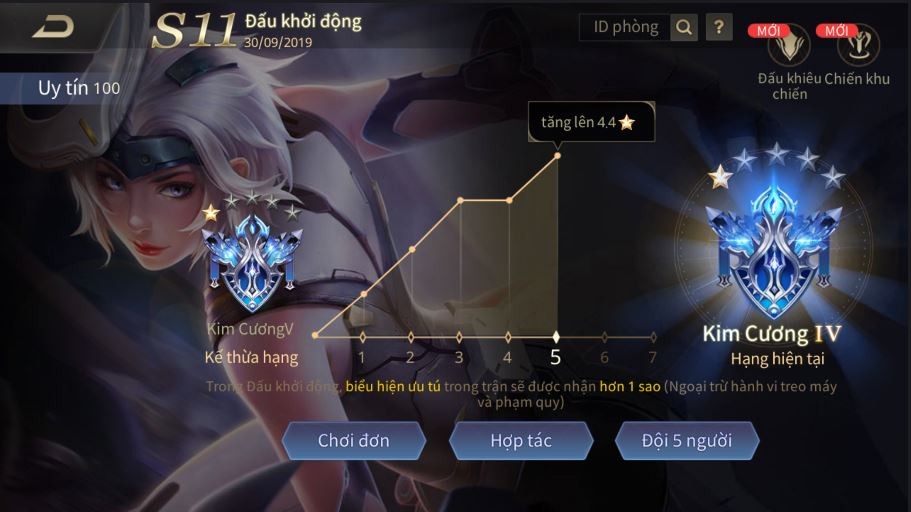 S11 Đấu khởi động
30/09/2019
ID phòng
?
MỚI
MỚI
Đấu khiêu chiến
Chiến khu
Uy tín 100
tăng lên 4.4
Kim CươngV
Kế thừa hạng
1 2 3 4 5 6 7
Kim Cương IV
Hạng hiện tại
Trong Đấu khởi động, biểu hiện ưu tú trong trận sẽ được nhận hơn 1 sao (Ngoại trừ hành vi treo máy
và phạm quy)
Chơi đơn
Hợp tác
Đội 5 người